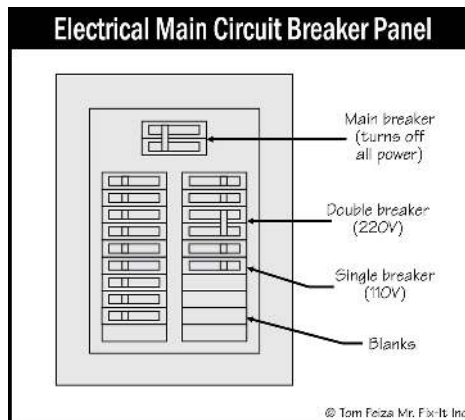 Electrical Main Circuit Breaker Panel
Main breaker
(turns off
all power)
Double breaker
(220V)
Single breaker
(110V)
Blanks
© Tom Feiza Mr. Fix-It Inc